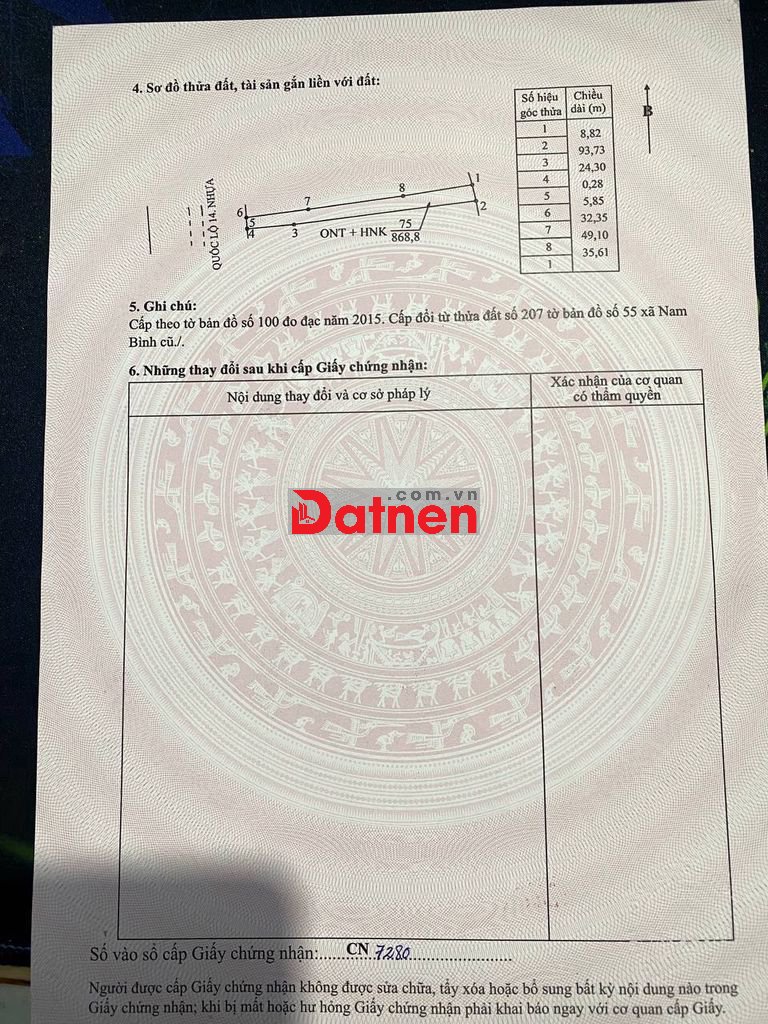 4. Sơ đồ thửa đất, tài sản gắn liền với đất:
Số hiệu góc thửa Chiều dài (m)
1
8,82
2
93,73
3
24,30
4
0,28
5
5,85
6
32,35
7
49,10
8
35,61
1
B
QUỐC LỘ 14. NHỰA
1
8
2
7
6
5
4
3
ONT + HNK 75
868,8
5. Ghi chú:
Cấp theo tờ bản đồ số 100 đo đạc năm 2015. Cấp đổi từ thửa đất số 207 tờ bản đồ số 55 xã Nam
Bình cũ./.
6. Những thay đổi sau khi cấp Giấy chứng nhận:
Nội dung thay đổi và cơ sở pháp lý
Xác nhận của cơ quan
có thẩm quyền
.com.vn
Datnen
Số vào sổ cấp Giấy chứng nhận:...... CN 7280......................
Người được cấp Giấy chứng nhận không được sửa chữa, tẩy xóa hoặc bổ sung bất kỳ nội dung nào trong
Giấy chứng nhận; khi bị mất hoặc hư hỏng Giấy chứng nhận phải khai báo ngay với cơ quan cấp Giấy.